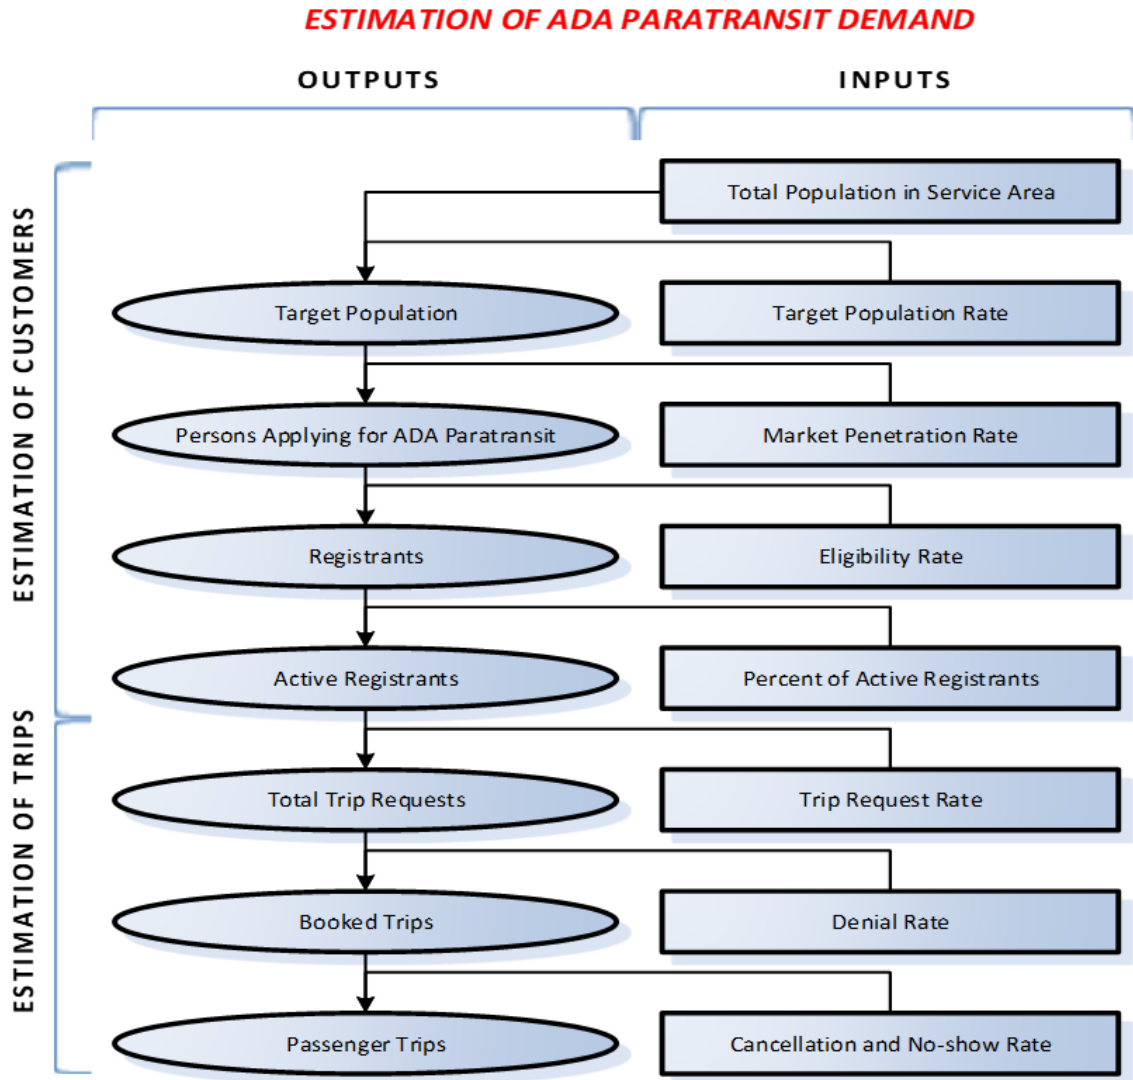 ESTIMATION OF ADA PARATRANSIT DEMAND
OUTPUTS
INPUTS
ESTIMATION OF CUSTOMERS
Total Population in Service Area
Target Population
Target Population Rate
Persons Applying for ADA Paratransit
Market Penetration Rate
Registrants
Eligibility Rate
Active Registrants
Percent of Active Registrants
ESTIMATION OF TRIPS
Total Trip Requests
Trip Request Rate
Booked Trips
Denial Rate
Passenger Trips
Cancellation and No-show Rate